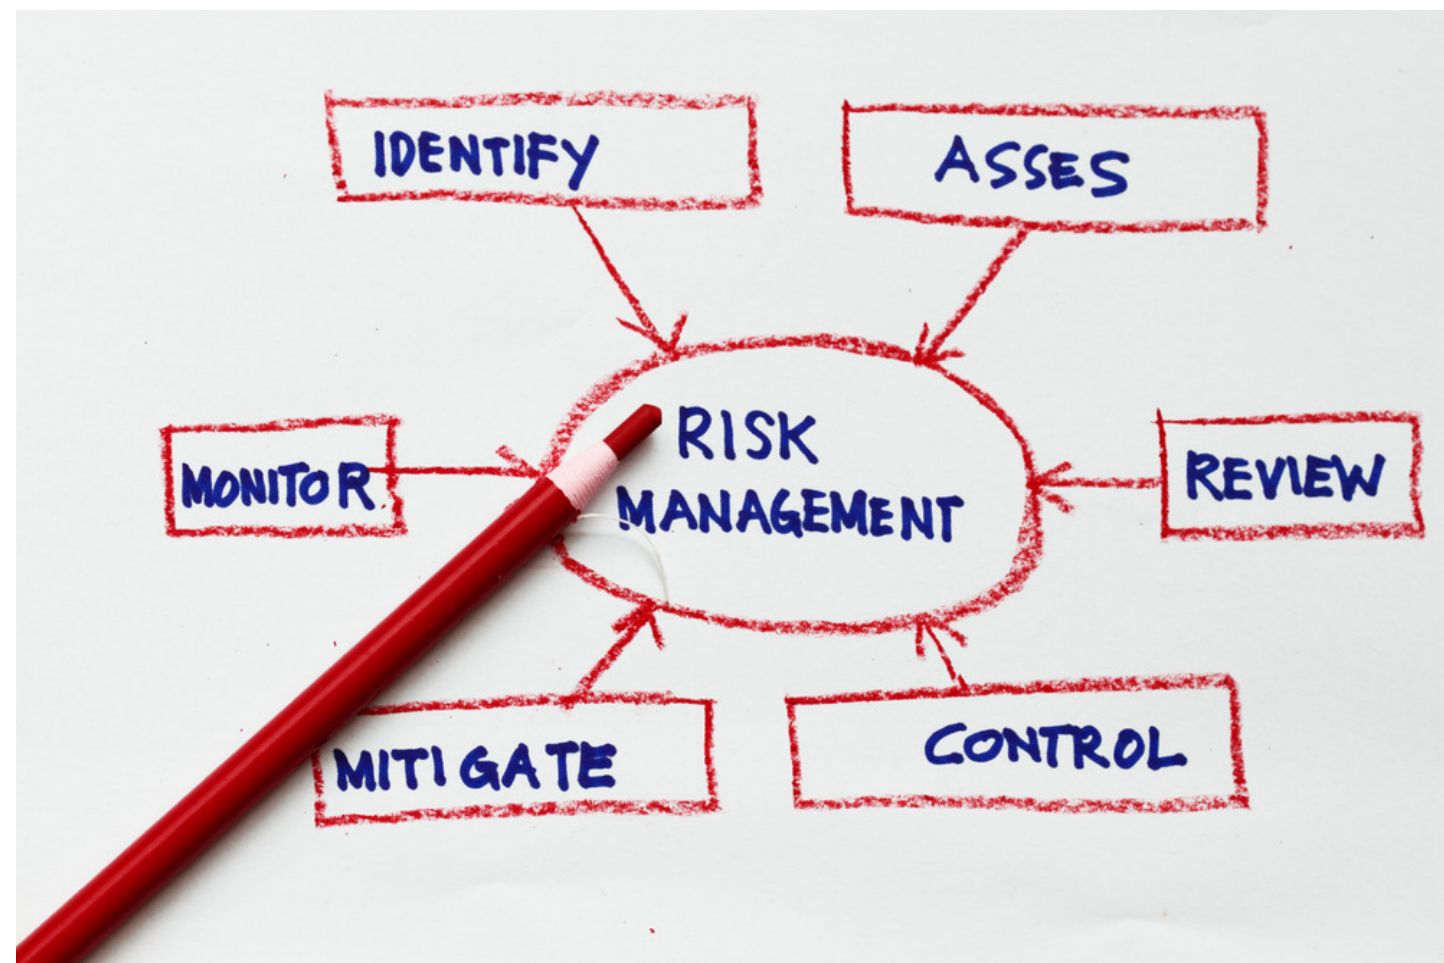 IDENTIFY
ASSES
RISK
MANAGEMENT
MONITOR
REVIEW
MITIGATE
CONTROL